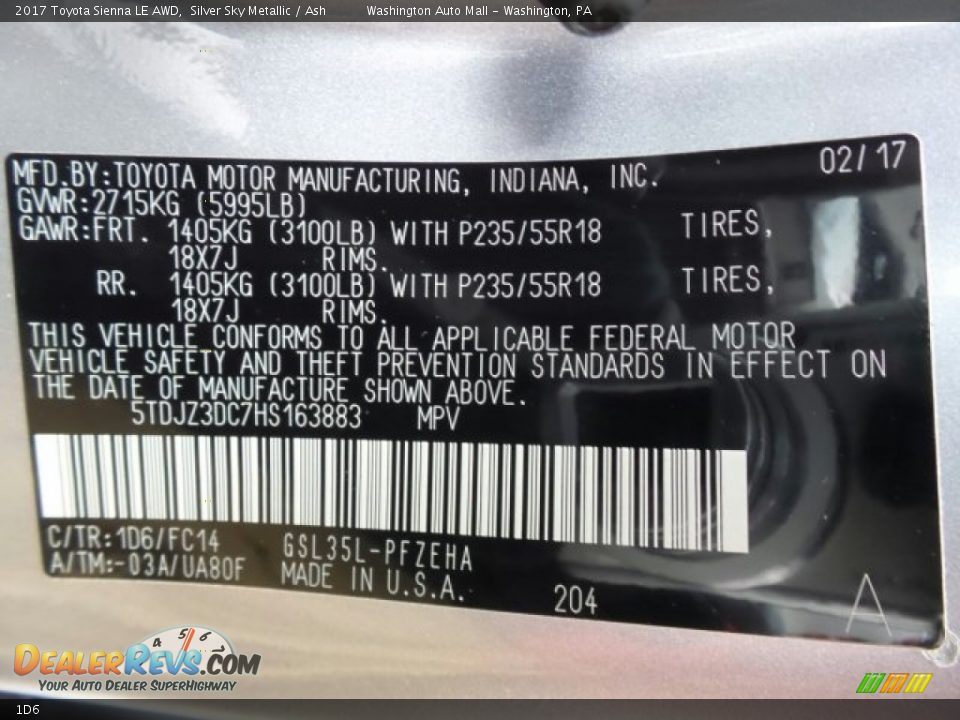 2017 Toyota Sienna LE AWD, Silver Sky Metallic / Ash Washington Auto Mall - Washington, PA
MFD.BY:TOYOTA MOTOR MANUFACTURING, INDIANA, INC. 02/17
GVWR:2715KG (5995LB)
GAWR:FRT. 1405KG (3100LB) WITH P235/55R18 TIRES,
18X7J RIMS.
RR. 1405KG (3100LB) WITH P235/55R18 TIRES,
18X7J RIMS.
THIS VEHICLE CONFORMS TO ALL APPLICABLE FEDERAL MOTOR
VEHICLE SAFETY AND THEFT PREVENTION STANDARDS IN EFFECT ON
THE DATE OF MANUFACTURE SHOWN ABOVE.
5TDJZ3DC7HS163883 MPV
C/TR:1D6/FC14 GSL35L-PFZEHA
A/TM:-03A/UA80F MADE IN U.S.A.
204 A
4 5 6
DealerRevs.com
Your Auto Dealer SuperHighway
1D6